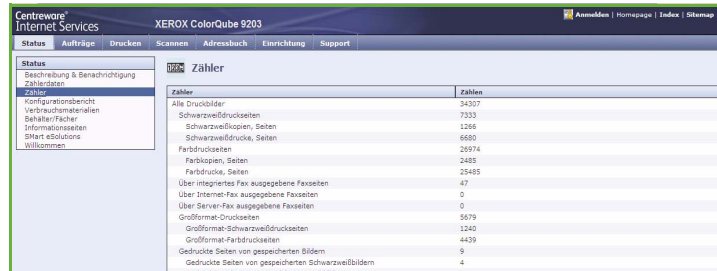 Centreware®
Internet Services
XEROX ColorQube 9203
Anmelden | Homepage | Index | Sitemap
Status Aufträge Drucken Scannen Adressbuch Einrichtung Support
Status
Beschreibung & Benachrichtigung
Zählerdaten
Zähler
Konfigurationsbericht
Verbrauchsmaterialien
Behälter/Fächer
Informationsseiten
SMart eSolutions
Willkommen
Zähler
Zähler Zählen
Alle Druckbilder 34307
Schwarzweißdruckseiten 7333
Schwarzweißkopien, Seiten 1266
Schwarzweißdrucke, Seiten 6680
Farbdruckseiten 26974
Farbkopien, Seiten 2485
Farbdrucke, Seiten 25485
Über integriertes Fax ausgegebene Faxseiten 47
Über Internet-Fax ausgegebene Faxseiten 0
Über Server-Fax ausgegebene Faxseiten 0
Großformat-Druckseiten 5679
Großformat-Schwarzweißdruckseiten 1240
Großformat-Farbdruckseiten 4439
Gedruckte Seiten von gespeicherten Bildern 9
Gedruckte Seiten von gespeicherten Schwarzweißbildern 4